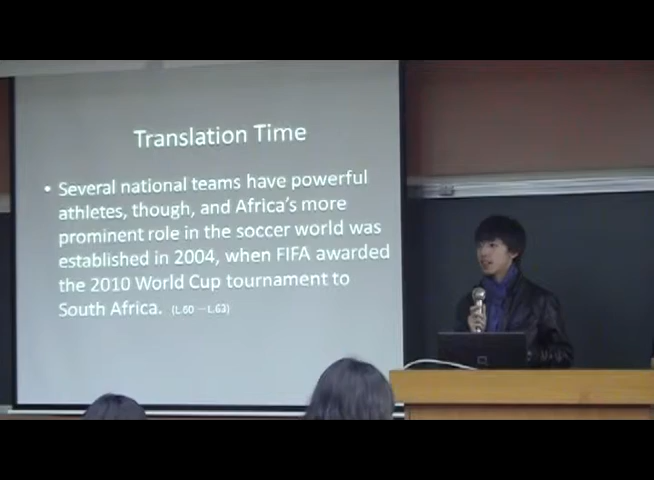 Translation Time
• Several national teams have powerful
athletes, though, and Africa's more
prominent role in the soccer world was
established in 2004, when FIFA awarded
the 2010 World Cup tournament to
South Africa. (L.60 －L.63)